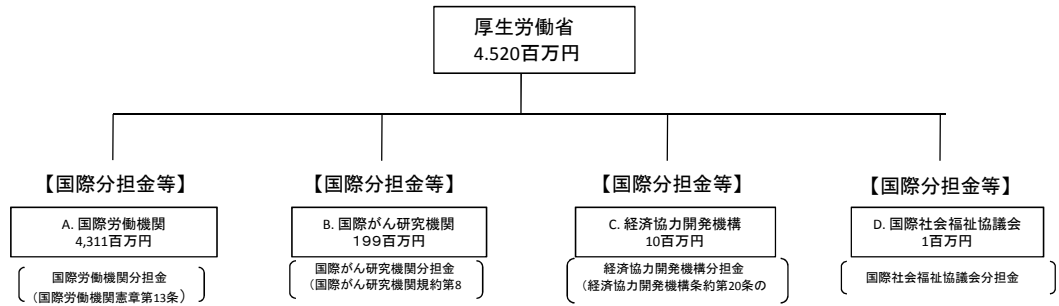 厚生労働省
4.520百万円
【国際分担金等】
【国際分担金等】
【国際分担金等】
【国際分担金等】
A. 国際労働機関
4,311百万円
B. 国際がん研究機関
199百万円
C. 経済協力開発機構
10百万円
D. 国際社会福祉協議会
1百万円
国際労働機関分担金
（国際労働機関憲章第13条）
国際がん研究機関分担金
（国際がん研究機関規約第8
経済協力開発機構分担金
（経済協力開発機構条約第20条の
国際社会福祉協議会分担金